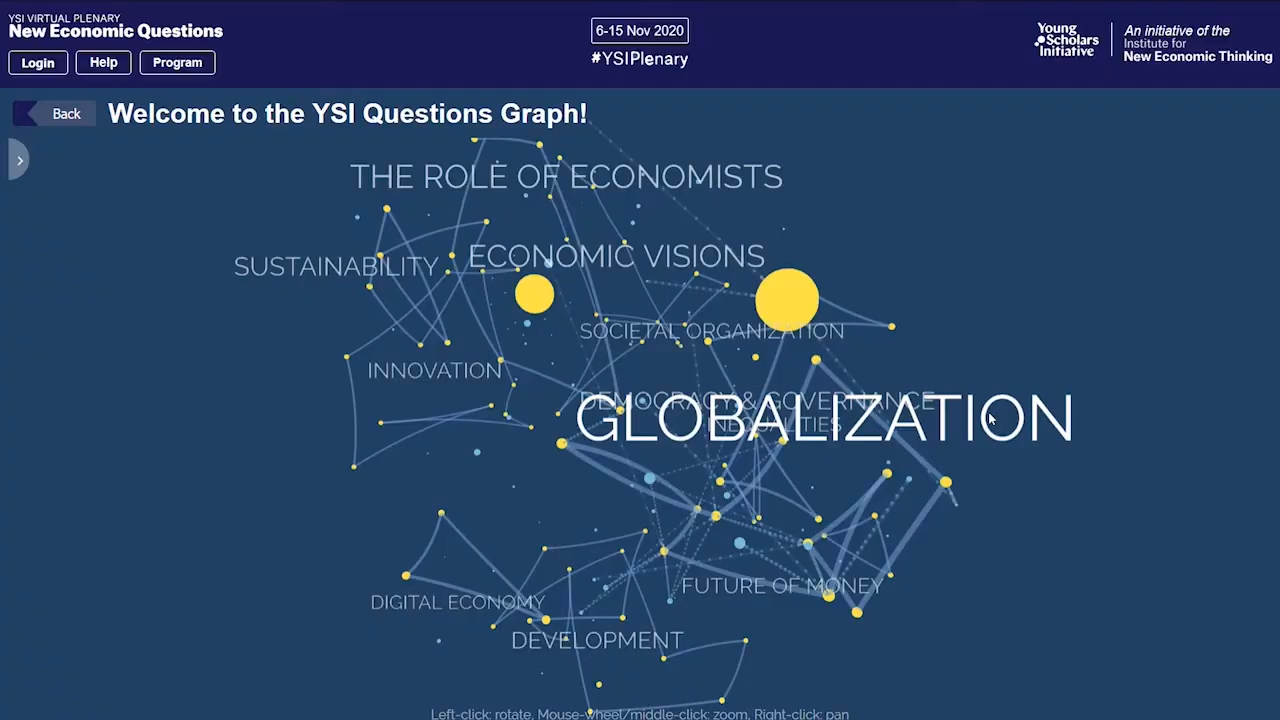 YSI VIRTUAL PLENARY
New Economic Questions
Login
Help
Program
6-15 Nov 2020
#YSIPlenary
Young
Scholars
Initiative
An initiative of the
Institute for
New Economic Thinking
Back
Welcome to the YSI Questions Graph!
THE ROLE OF ECONOMISTS
ECONOMIC VISIONS
SUSTAINABILITY
SOCIETAL ORGANIZATION
INNOVATION
DEMOCRACY & GOVERNANCE
GLOBALIZATION
INEQUALITIES
FUTURE OF MONEY
DIGITAL ECONOMY
DEVELOPMENT
Left-click: rotate, Mouse-wheel/middle-click: zoom, Right-click: pan